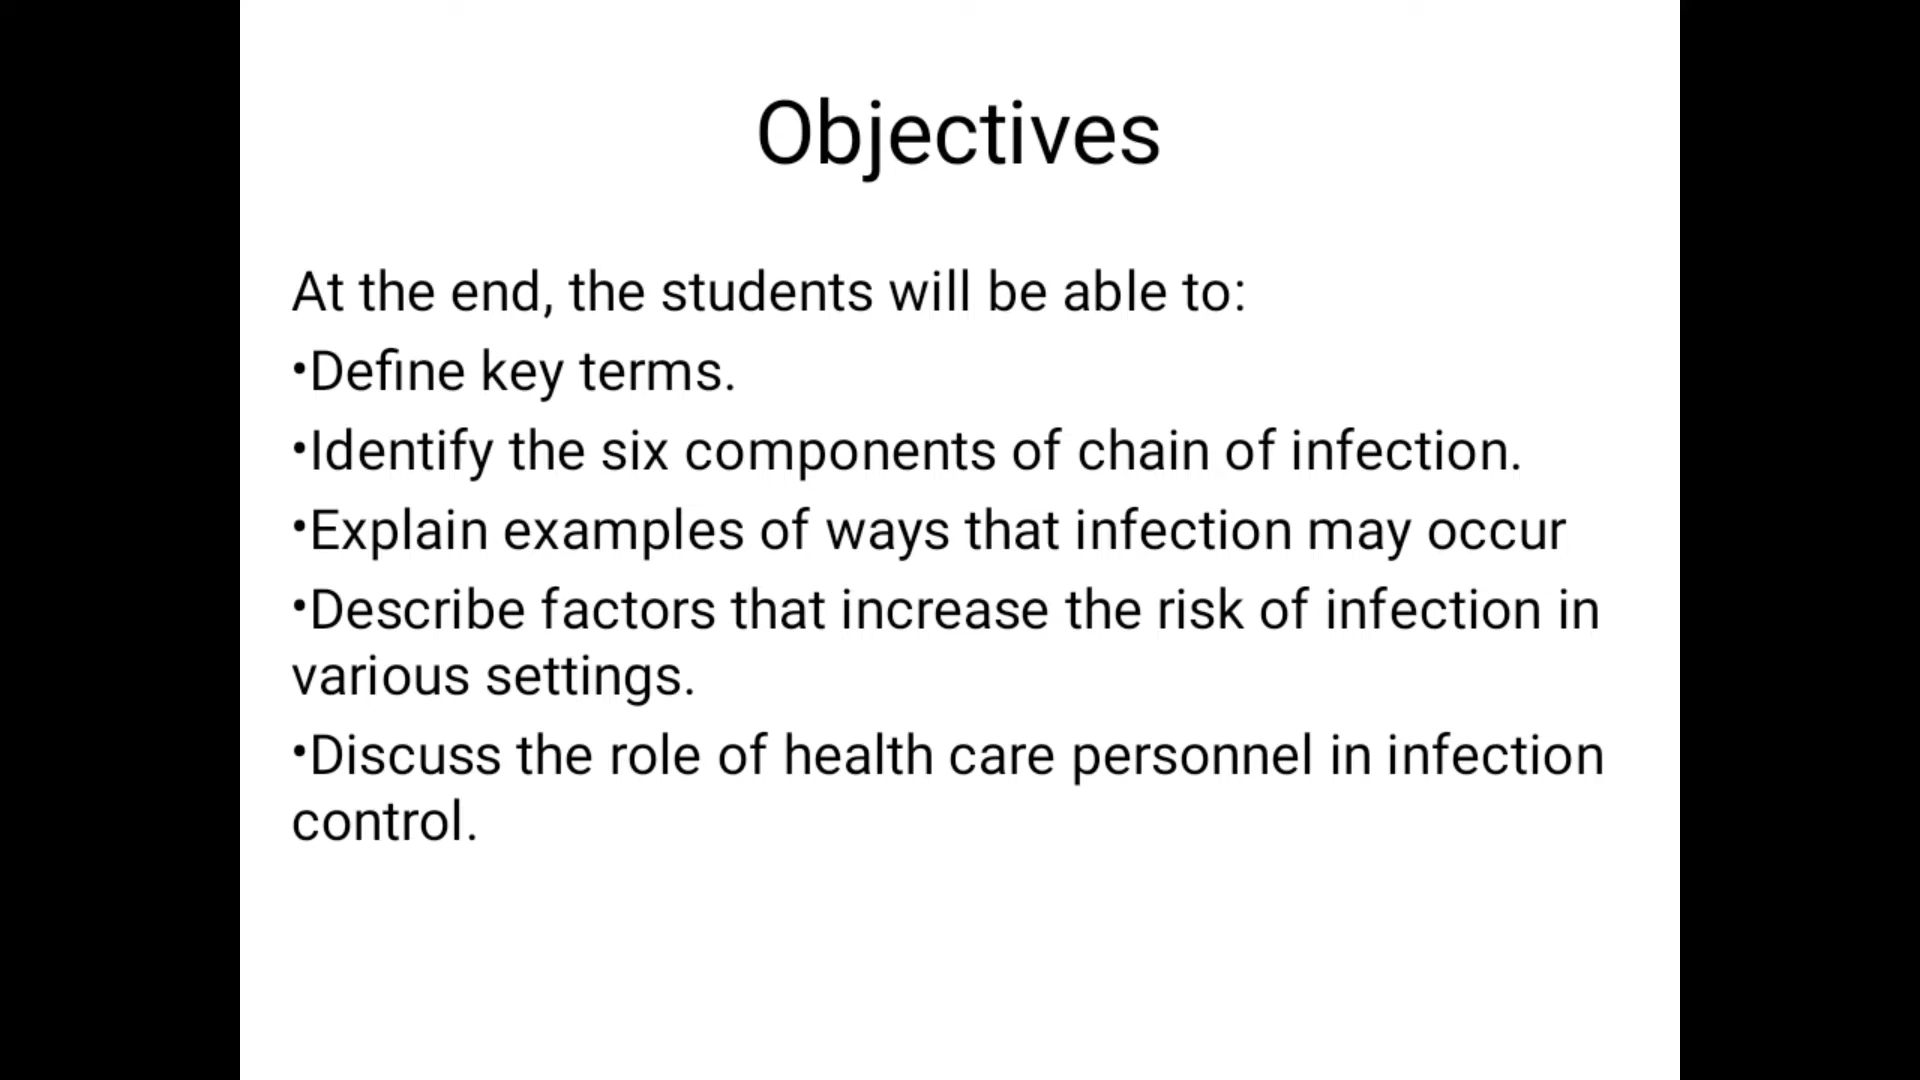 Objectives
At the end, the students will be able to:
•Define key terms.
•Identify the six components of chain of infection.
•Explain examples of ways that infection may occur
•Describe factors that increase the risk of infection in
various settings.
•Discuss the role of health care personnel in infection
control.